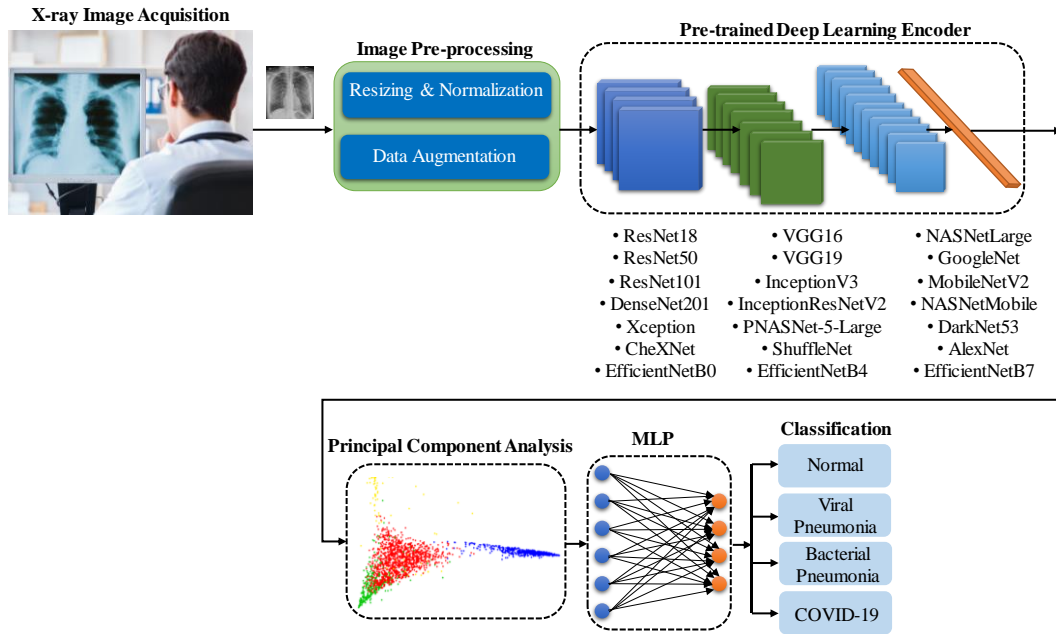 X-ray Image Acquisition
Image Pre-processing
Resizing & Normalization
Data Augmentation
Pre-trained Deep Learning Encoder
• ResNet18
• ResNet50
• ResNet101
• DenseNet201
• Xception
• CheXNet
• EfficientNetB0
• VGG16
• VGG19
• InceptionV3
• InceptionResNetV2
• PNASNet-5-Large
• ShuffleNet
• EfficientNetB4
• NASNetLarge
• GoogleNet
• MobileNetV2
• NASNetMobile
• DarkNet53
• AlexNet
• EfficientNetB7
Principal Component Analysis
MLP
Classification
Normal
Viral
Pneumonia
Bacterial
Pneumonia
COVID-19